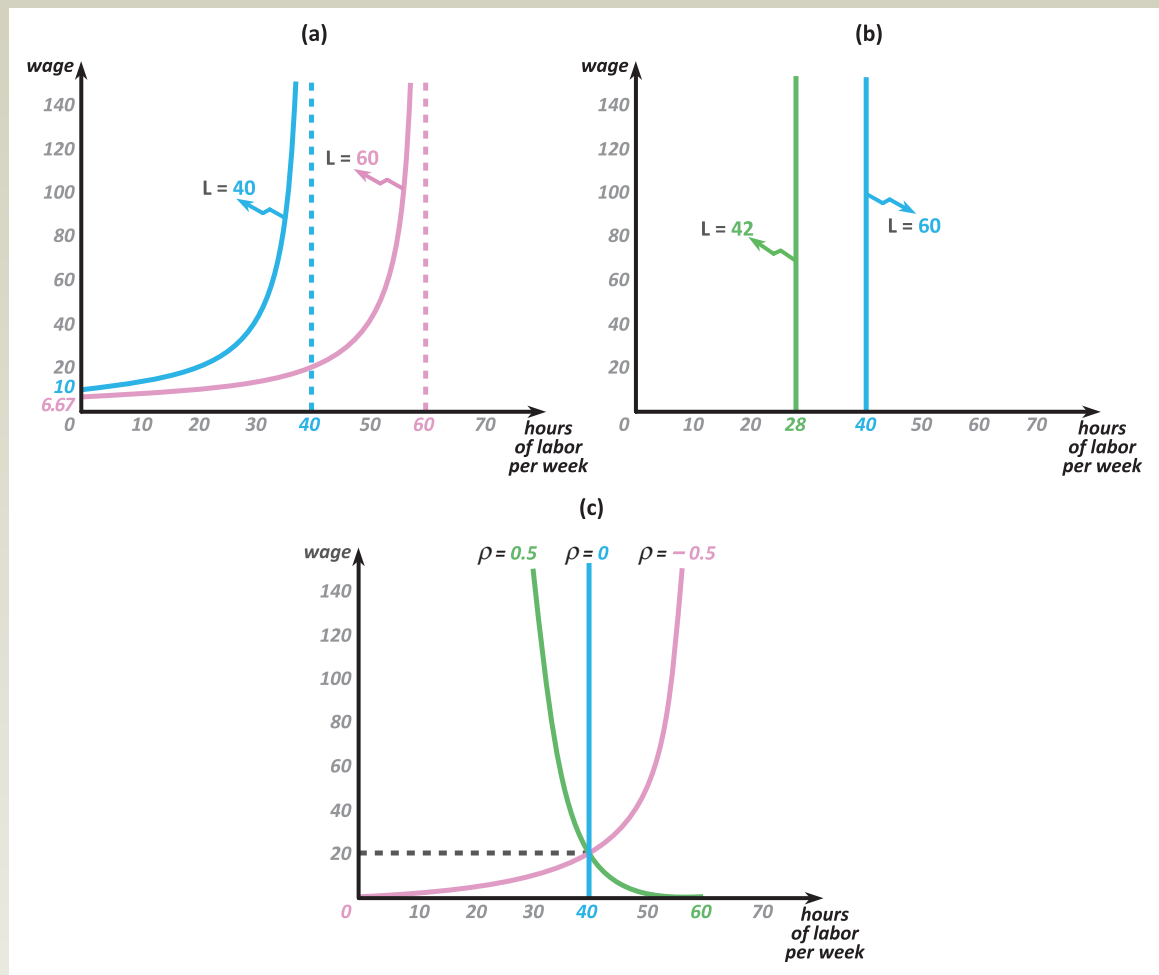 (a)
wage
140
120
100
80
60
40
20
10
6.67
L = 40
L = 60
0 10 20 30 40 50 60 70
hours
of labor
per week
(b)
wage
140
120
100
80
60
40
20
L = 42
L = 60
0 10 20 28 40 50 60 70
hours
of labor
per week
(c)
wage
ρ = 0.5 ρ = 0 ρ = – 0.5
140
120
100
80
60
40
20
0 10 20 30 40 50 60 70
hours
of labor
per week